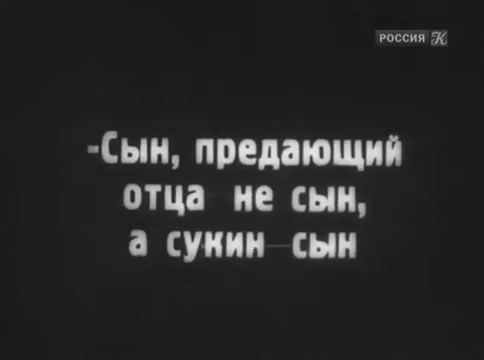 РОССИЯ К
-Сын, предающий
отца не сын,
а сукин сын